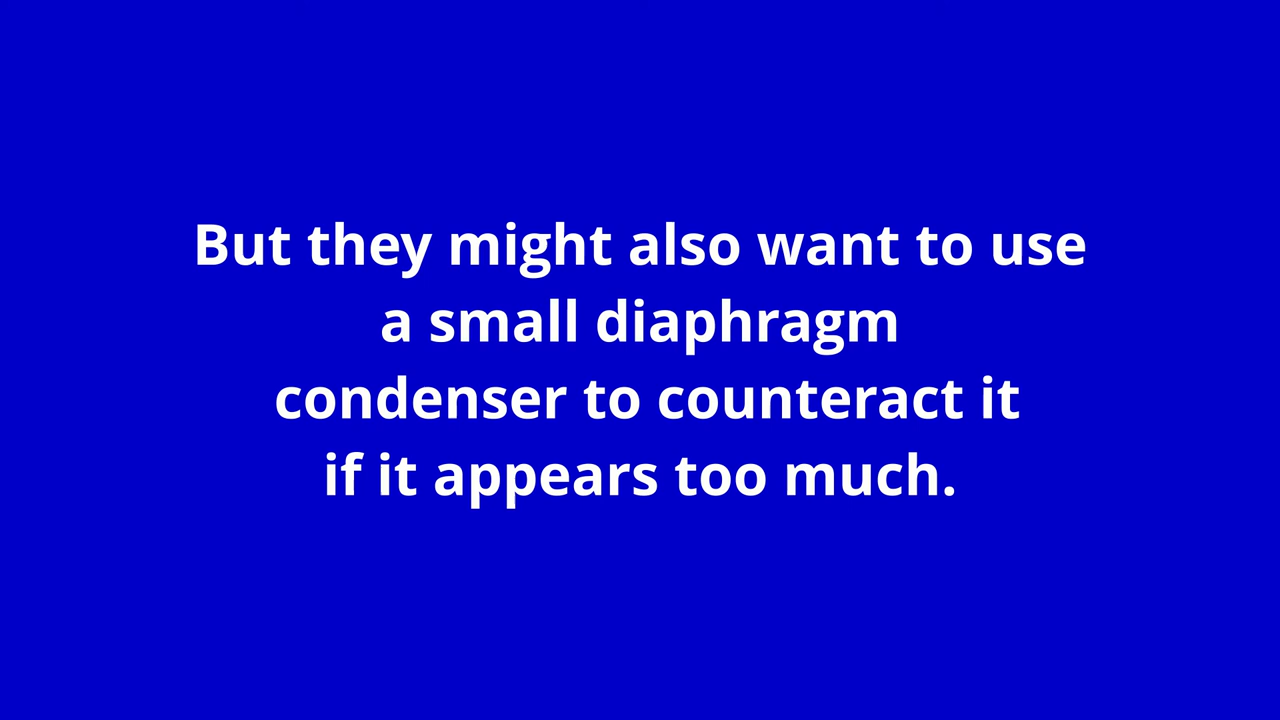 But they might also want to use
a small diaphragm
condenser to counteract it
if it appears too much.